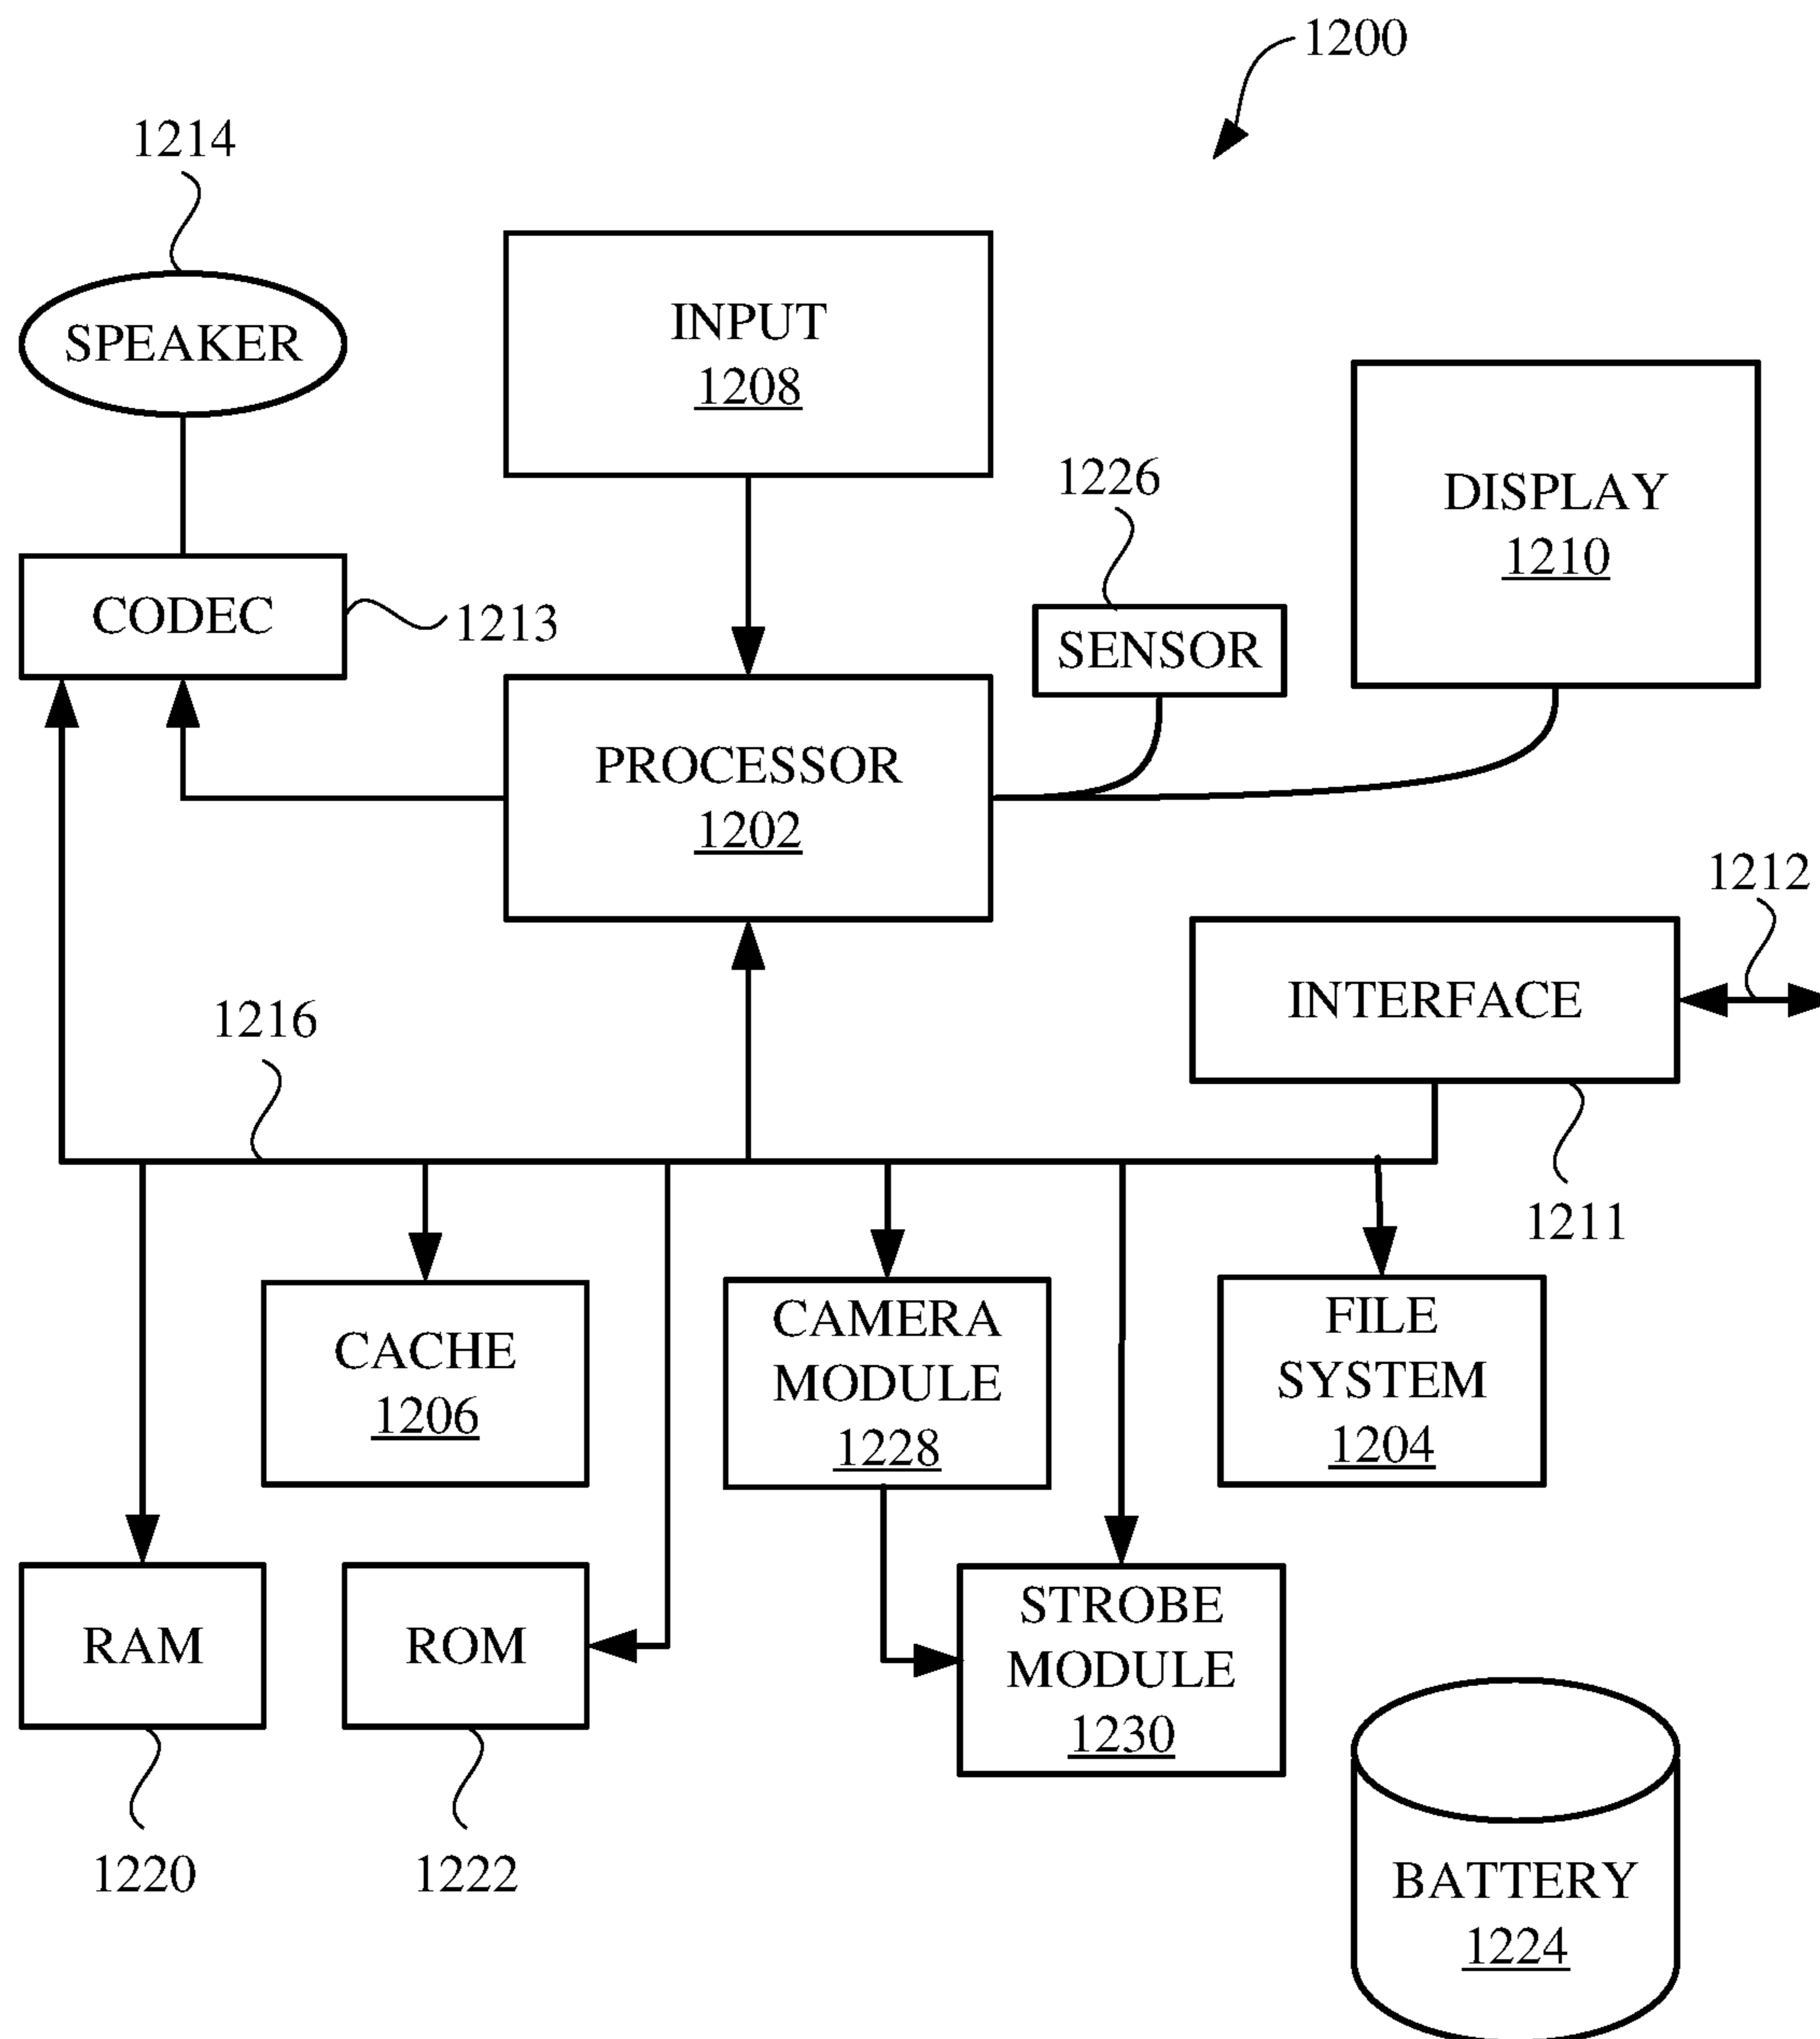 1200
1214
SPEAKER
INPUT
1208
1226
DISPLAY
1210
CODEC
1213
SENSOR
PROCESSOR
1202
1212
INTERFACE
1216
1211
CACHE
1206
CAMERA
MODULE
1228
FILE
SYSTEM
1204
RAM
ROM
STROBE
MODULE
1230
1220
1222
BATTERY
1224